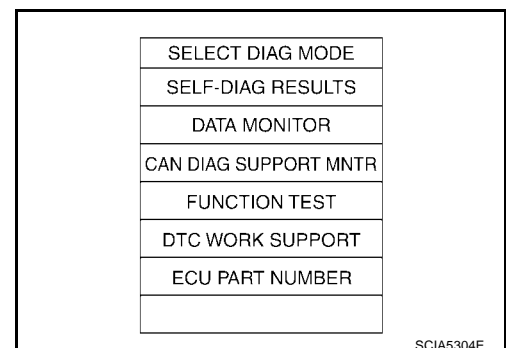 SELECT DIAG MODE
SELF-DIAG RESULTS
DATA MONITOR
CAN DIAG SUPPORT MNTR
FUNCTION TEST
DTC WORK SUPPORT
ECU PART NUMBER
SCIA5304E